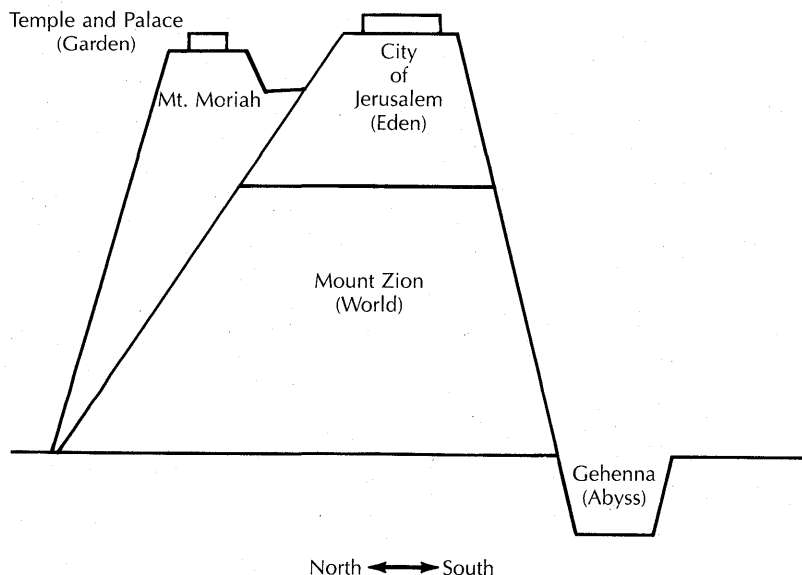 Temple and Palace
(Garden)
City
of
Jerusalem
(Eden)
Mt. Moriah
Mount Zion
(World)
Gehenna
(Abyss)
North South